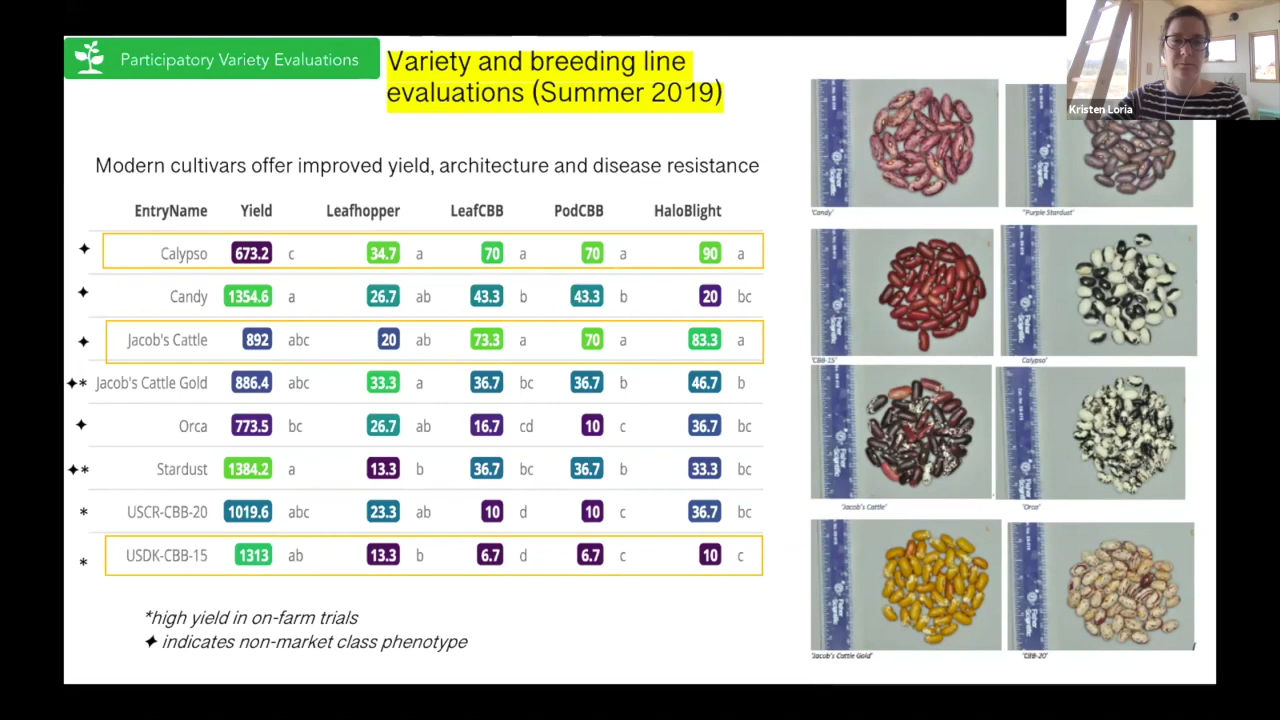 Participatory Variety Evaluations
Variety and breeding line
evaluations (Summer 2019)
Kristen Loria
Modern cultivars offer improved yield, architecture and disease resistance
EntryName Yield Leafhopper LeafCBB PodCBB HaloBlight
✦ Calypso 673.2 c 34.7 a 70 a 70 a 90 a
✦ Candy 1354.6 a 26.7 ab 43.3 b 43.3 b 20 bc
✦ Jacob's Cattle 892 abc 20 ab 73.3 a 70 a 83.3 a
✦* Jacob's Cattle Gold 886.4 abc 33.3 a 36.7 bc 36.7 b 46.7 b
✦ Orca 773.5 bc 26.7 ab 16.7 cd 10 c 36.7 bc
✦* Stardust 1384.2 a 13.3 b 36.7 bc 36.7 b 33.3 bc
* USCR-CBB-20 1019.6 abc 23.3 ab 10 d 10 c 36.7 bc
* USDK-CBB-15 1313 ab 13.3 b 6.7 d 6.7 c 10 c
*high yield in on-farm trials
✦ indicates non-market class phenotype
'Candy' 'Purple Stardust'
'CBB-15' Calypso'
'Jacob's Cattle' 'Orca'
'Jacob's Cattle Gold' 'CBB-20'
Fisher Scientific